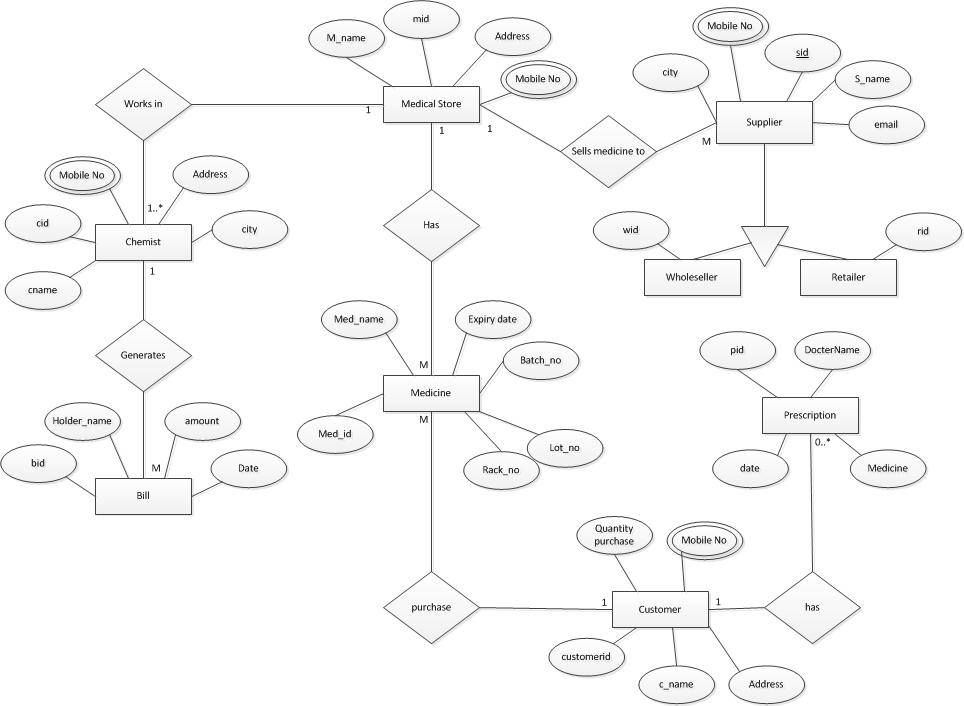 mid
M_name
Address
Mobile No
Mobile No
sid
city
S_name
email
Works in
1
Medical Store
1
1
Sells medicine to
M
Supplier
Mobile No
Address
1..*
cid
city
Chemist
cname
1
Has
wid
rid
Wholeseller
Retailer
Generates
Med_name
Expiry date
Batch_no
M
Medicine
M
Med_id
Lot_no
Rack_no
pid
DocterName
Prescription
0..*
date
Medicine
Holder_name
amount
bid
M
Date
Bill
Quantity
purchase
Mobile No
purchase
1
Customer
1
has
customerid
c_name
Address